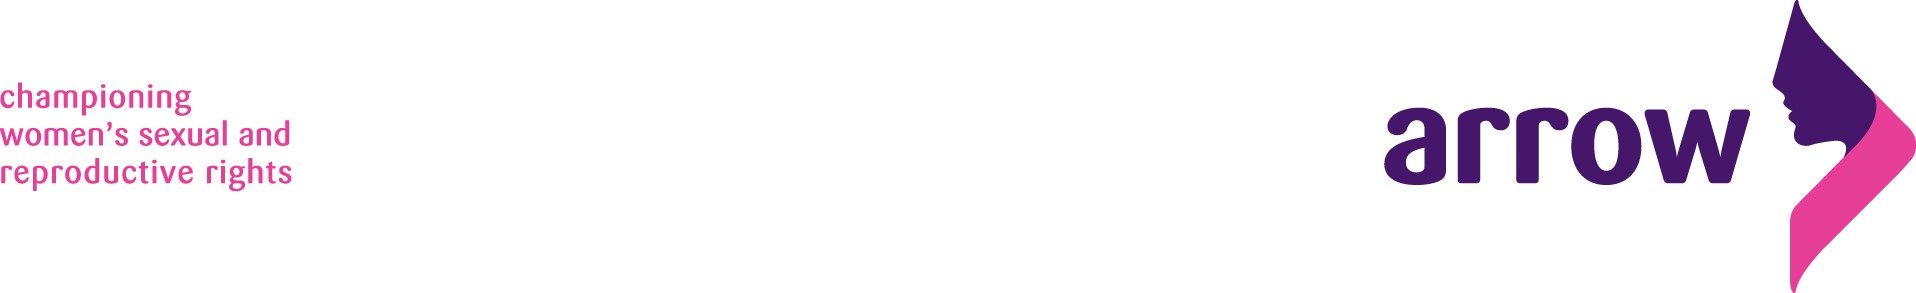 championing
women’s sexual and
reproductive rights
arrow